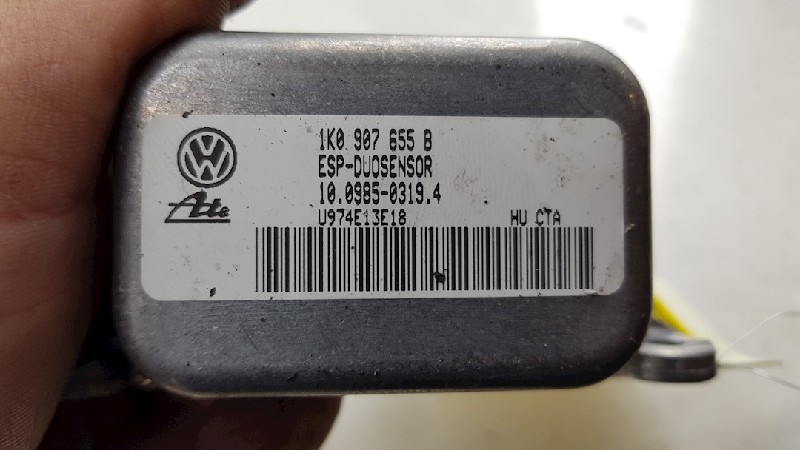 1K0 907 655 B
ESP-DUOSENSOR
10.0985-0319.4
Ate
U974E13E18 HU CTA